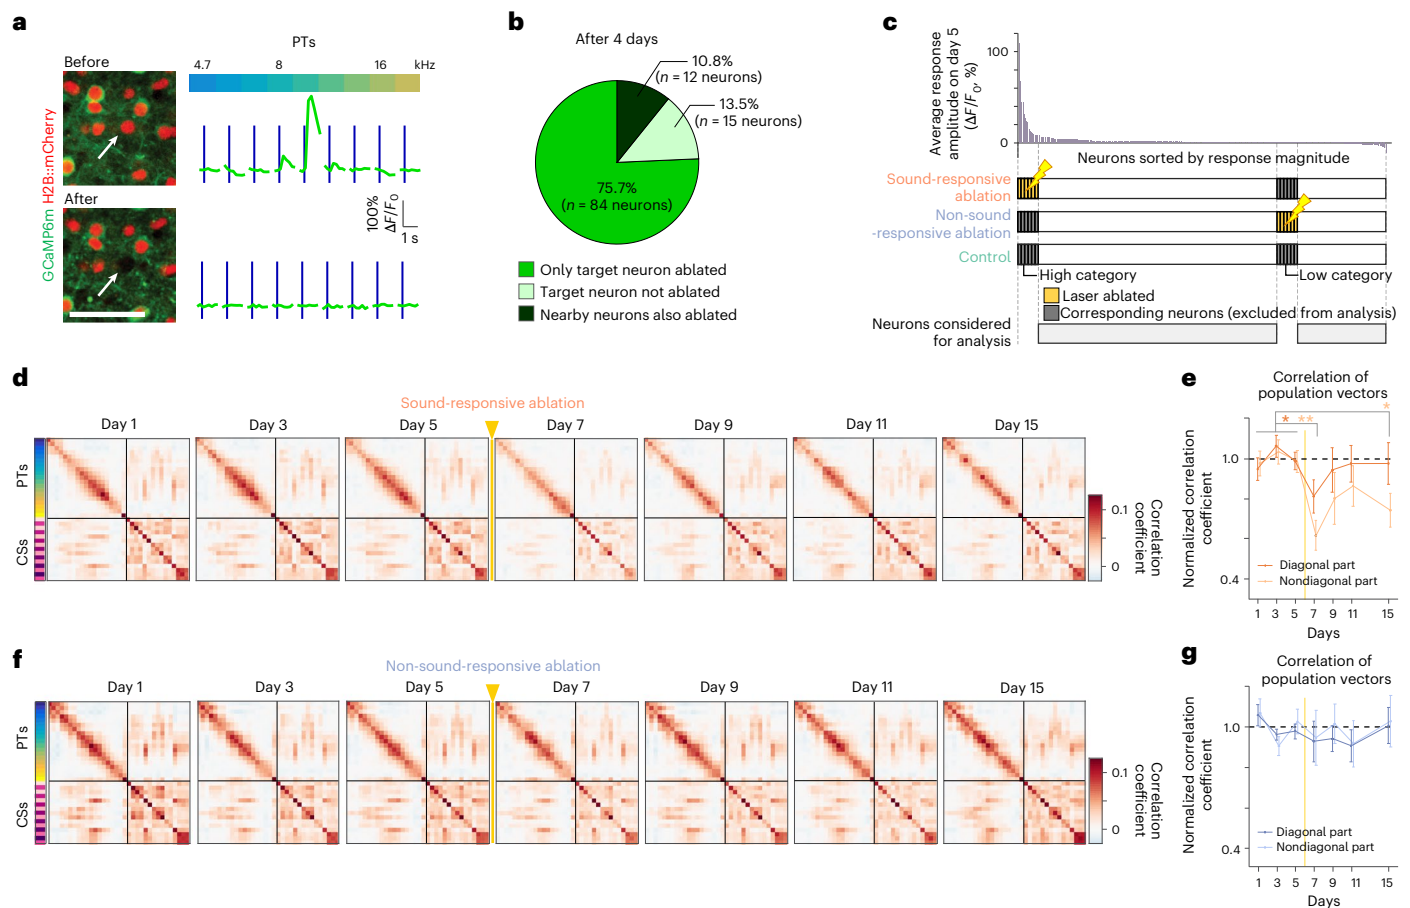 a
PTs
Before
4.7 8 16 kHz
GCaMP6m H2B::mCherry
After
100%
ΔF/F0
1 s
b
After 4 days
10.8%
(n = 12 neurons)
13.5%
(n = 15 neurons)
75.7%
(n = 84 neurons)
Only target neuron ablated
Target neuron not ablated
Nearby neurons also ablated
c
Average response
amplitude on day 5
(ΔF/F0, %)
100
0
Neurons sorted by response magnitude
Sound-responsive
ablation
Non-sound
-responsive ablation
Control
High category
Low category
Laser ablated
Corresponding neurons (excluded from analysis)
Neurons considered
for analysis
d
Sound-responsive ablation
Day 1 Day 3 Day 5 Day 7 Day 9 Day 11 Day 15
PTs
CSs
0.1
0
Correlation
coefficient
e
Correlation of
population vectors
* ** *
Normalized correlation
coefficient
1.0
0.4
Diagonal part
Nondiagonal part
1 3 5 7 9 11 15
Days
f
Non-sound-responsive ablation
Day 1 Day 3 Day 5 Day 7 Day 9 Day 11 Day 15
PTs
CSs
0.1
0
Correlation
coefficient
g
Correlation of
population vectors
Normalized correlation
coefficient
1.0
0.4
Diagonal part
Nondiagonal part
1 3 5 7 9 11 15
Days